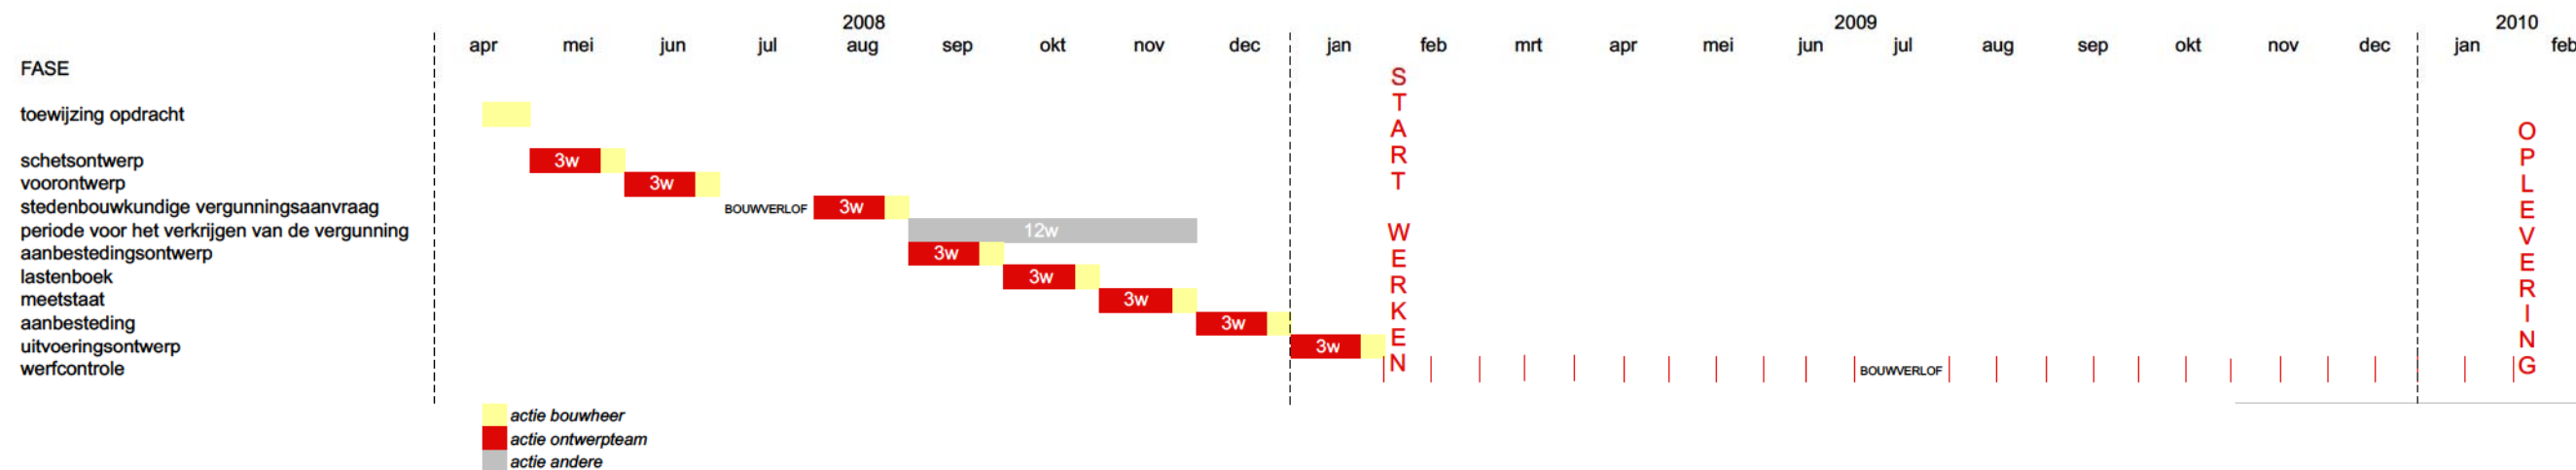 2008 2009 2010
apr mei jun jul aug sep okt nov dec jan feb mrt apr mei jun jul aug sep okt nov dec jan feb
FASE
toewijzing opdracht
schetsontwerp 3w
voorontwerp 3w
stedenbouwkundige vergunningsaanvraag BOUWVERLOF 3w
periode voor het verkrijgen van de vergunning 12w
aanbestedingsontwerp 3w
lastenboek 3w
meetstaat 3w
aanbesteding 3w
uitvoeringsontwerp 3w
werfcontrole BOUWVERLOF
START WERKEN
OPLEVERING
actie bouwheer
actie ontwerpteam
actie andere